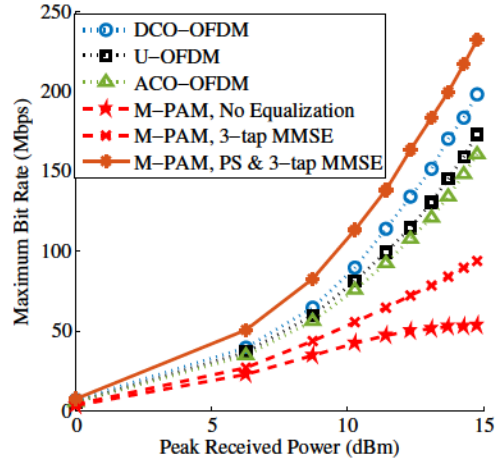 250
200
150
100
50
0
Maximum Bit Rate (Mbps)
DCO-OFDM
U-OFDM
ACO-OFDM
M-PAM, No Equalization
M-PAM, 3-tap MMSE
M-PAM, PS & 3-tap MMSE
0 5 10 15
Peak Received Power (dBm)